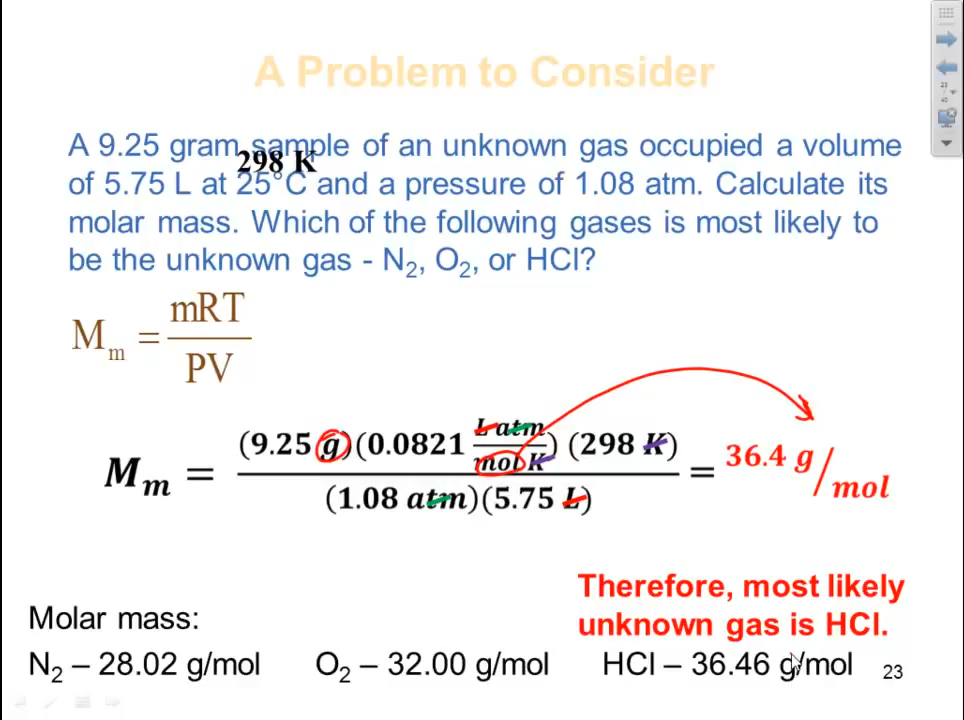 A Problem to Consider
A 9.25 gram sample of an unknown gas occupied a volume
298 K
of 5.75 L at 25°C and a pressure of 1.08 atm. Calculate its
molar mass. Which of the following gases is most likely to
be the unknown gas - N₂, O₂, or HCl?
Mₘ = mRT / PV
Mₘ = (9.25 g)(0.0821 L atm / mol K) (298 K) / (1.08 atm)(5.75 L) = 36.4 g/mol
Therefore, most likely
unknown gas is HCl.
Molar mass:
N₂ – 28.02 g/mol O₂ – 32.00 g/mol HCl – 36.46 g/mol 23